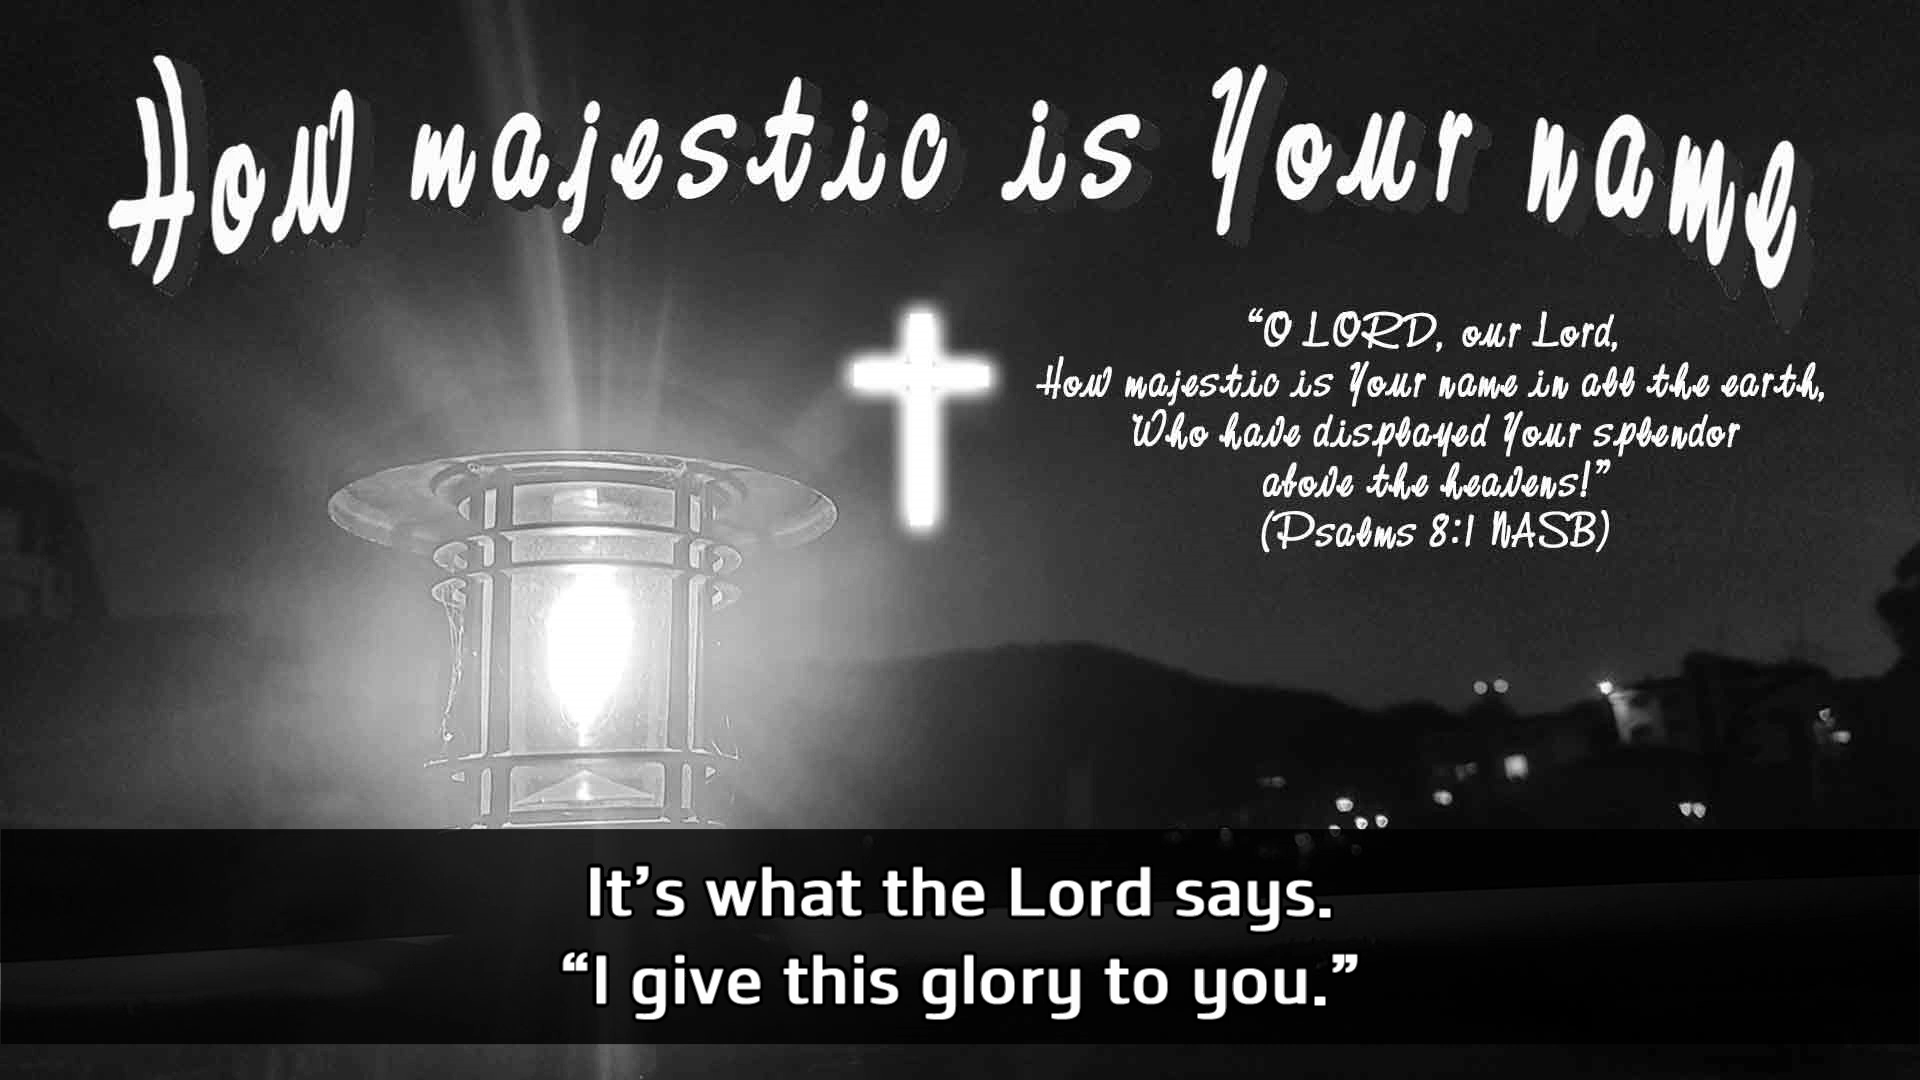 How majestic is Your name
“O LORD, our Lord,
How majestic is Your name in all the earth,
Who have displayed Your splendor
above the heavens!”
(Psalms 8:1 NASB)
It’s what the Lord says.
“I give this glory to you.”